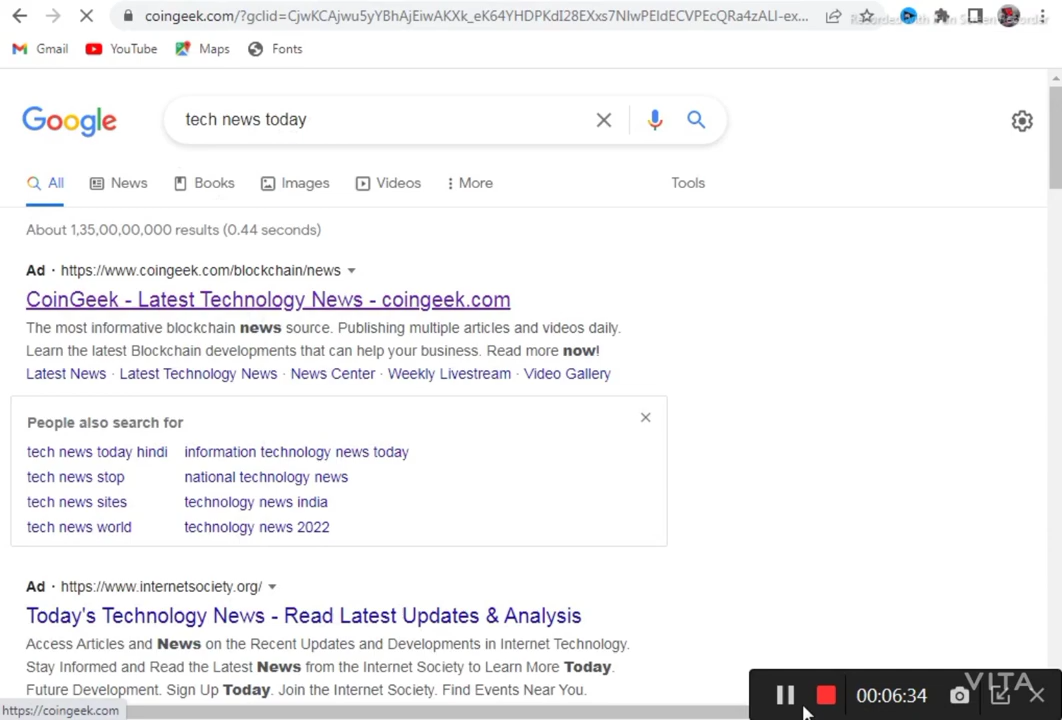 coingeek.com/?gclid=CjwKCAjwu5yYBhAjEiwAKXk_eK64YHDPKdI28EXxs7NlwPEldECVPEcQRa4zALl-ex...
Recorded with iFun Screen Recorder
Gmail YouTube Maps Fonts
Google tech news today
All News Books Images Videos More Tools
About 1,35,00,00,000 results (0.44 seconds)
Ad · https://www.coingeek.com/blockchain/news
CoinGeek - Latest Technology News - coingeek.com
The most informative blockchain news source. Publishing multiple articles and videos daily.
Learn the latest Blockchain developments that can help your business. Read more now!
Latest News · Latest Technology News · News Center · Weekly Livestream · Video Gallery
People also search for
tech news today hindi information technology news today
tech news stop national technology news
tech news sites technology news india
tech news world technology news 2022
Ad · https://www.internetsociety.org/
Today's Technology News - Read Latest Updates & Analysis
Access Articles and News on the Recent Updates and Developments in Internet Technology.
Stay Informed and Read the Latest News from the Internet Society to Learn More Today.
Future Development. Sign Up Today. Join the Internet Society. Find Events Near You.
https://coingeek.com
00:06:34
VITA